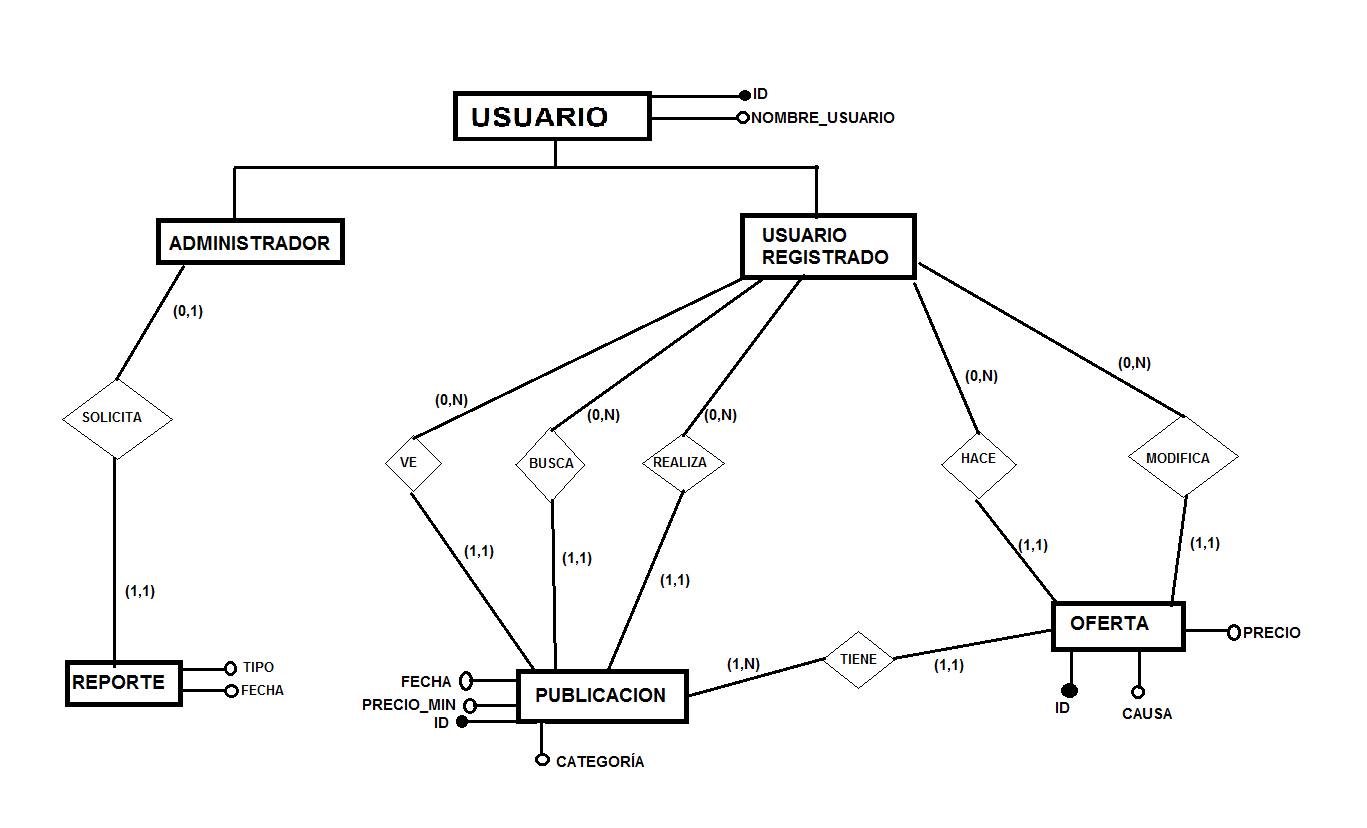 USUARIO
ID
NOMBRE_USUARIO
ADMINISTRADOR
USUARIO
REGISTRADO
(0,1)
(0,N)
(0,N)
(0,N)
(0,N)
(0,N)
SOLICITA
VE
BUSCA
REALIZA
HACE
MODIFICA
(1,1)
(1,1)
(1,1)
(1,1)
(1,1)
(1,1)
REPORTE
TIPO
FECHA
FECHA
PRECIO_MIN
ID
PUBLICACION
CATEGORÍA
(1,N)
TIENE
(1,1)
OFERTA
PRECIO
ID
CAUSA